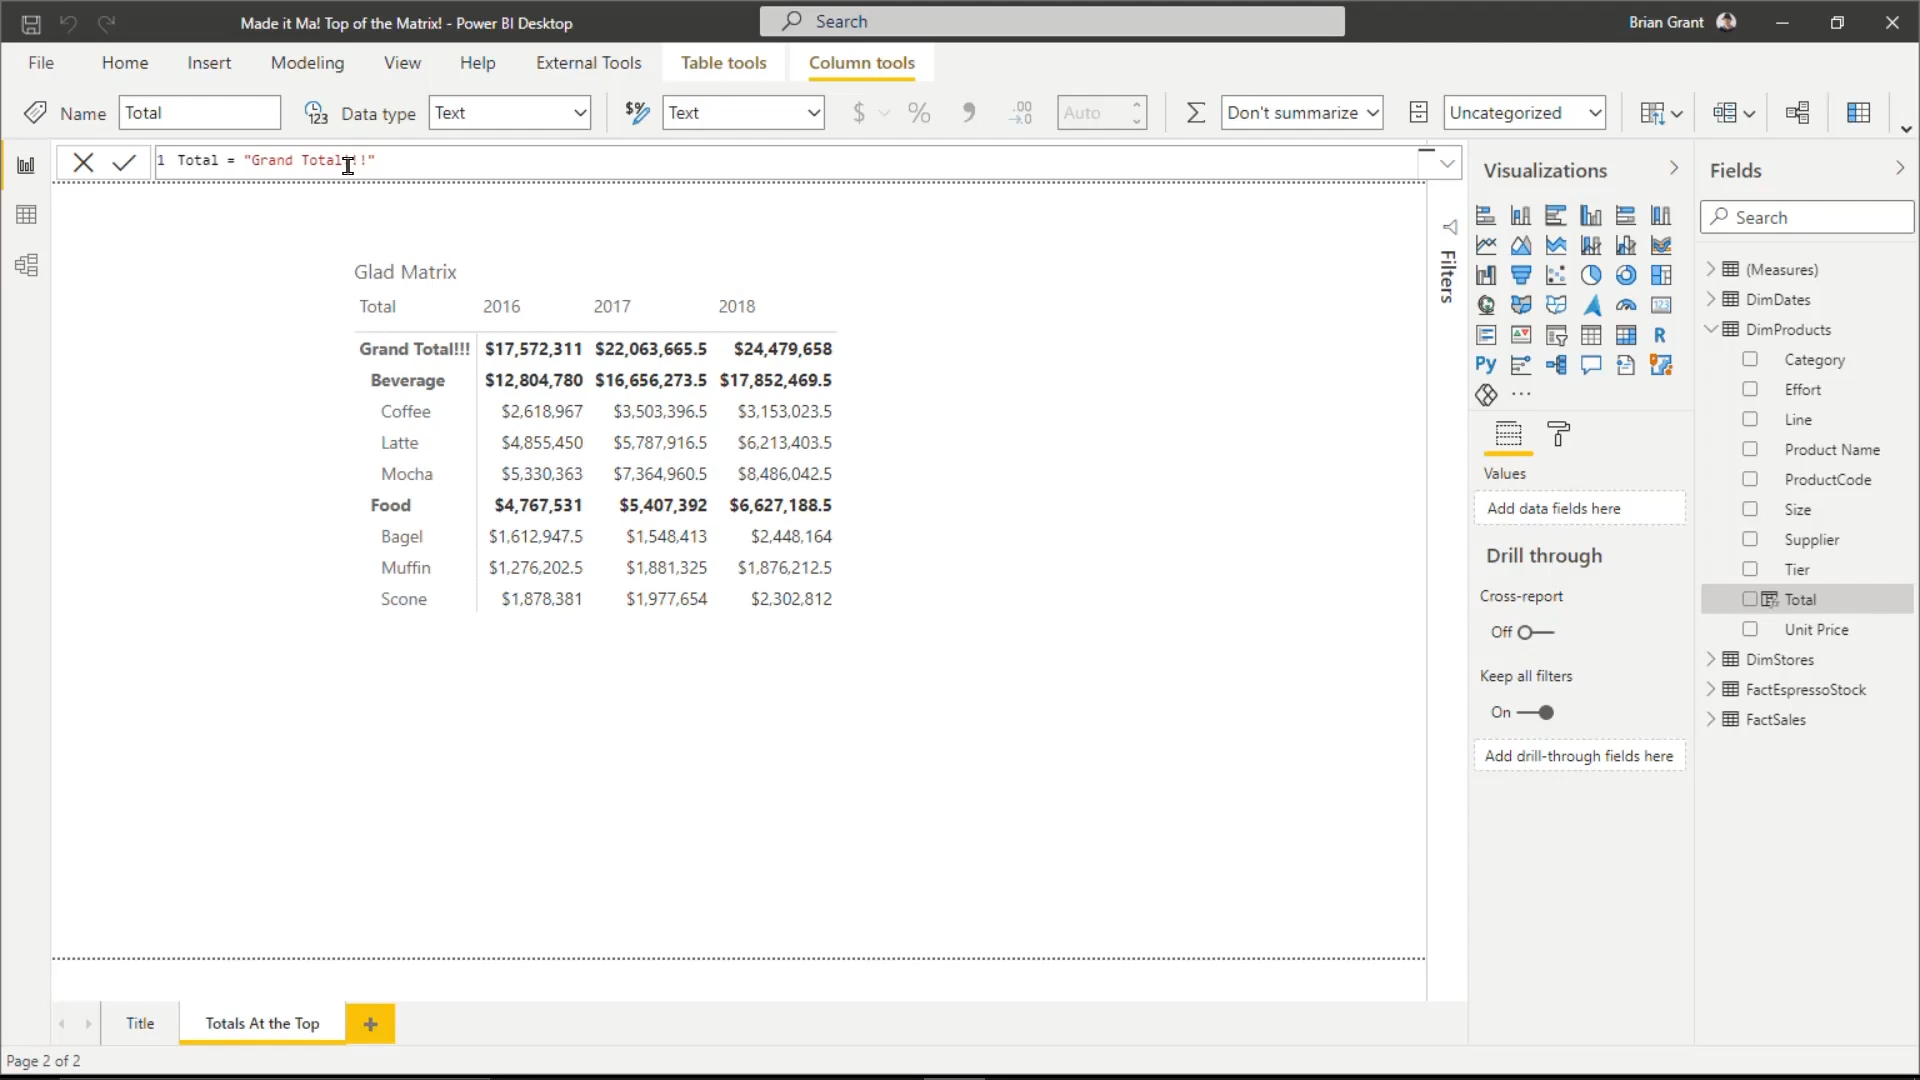 Made it Ma! Top of the Matrix! - Power BI Desktop
Search
Brian Grant
File Home Insert Modeling View Help External Tools Table tools Column tools
Name Total Data type Text Text $ % Auto Don't summarize Uncategorized
1 Total = "Grand Total!!!"
Glad Matrix
Total 2016 2017 2018
Grand Total!!! $17,572,311 $22,063,665.5 $24,479,658
Beverage $12,804,780 $16,656,273.5 $17,852,469.5
Coffee $2,618,967 $3,503,396.5 $3,153,023.5
Latte $4,855,450 $5,787,916.5 $6,213,403.5
Mocha $5,330,363 $7,364,960.5 $8,486,042.5
Food $4,767,531 $5,407,392 $6,627,188.5
Bagel $1,612,947.5 $1,548,413 $2,448,164
Muffin $1,276,202.5 $1,881,325 $1,876,212.5
Scone $1,878,381 $1,977,654 $2,302,812
Filters
Visualizations
R
Py
Values
Add data fields here
Drill through
Cross-report
Off
Keep all filters
On
Add drill-through fields here
Fields
Search
(Measures)
DimDates
DimProducts
Category
Effort
Line
Product Name
ProductCode
Size
Supplier
Tier
Total
Unit Price
DimStores
FactEspressoStock
FactSales
Title
Totals At the Top
Page 2 of 2